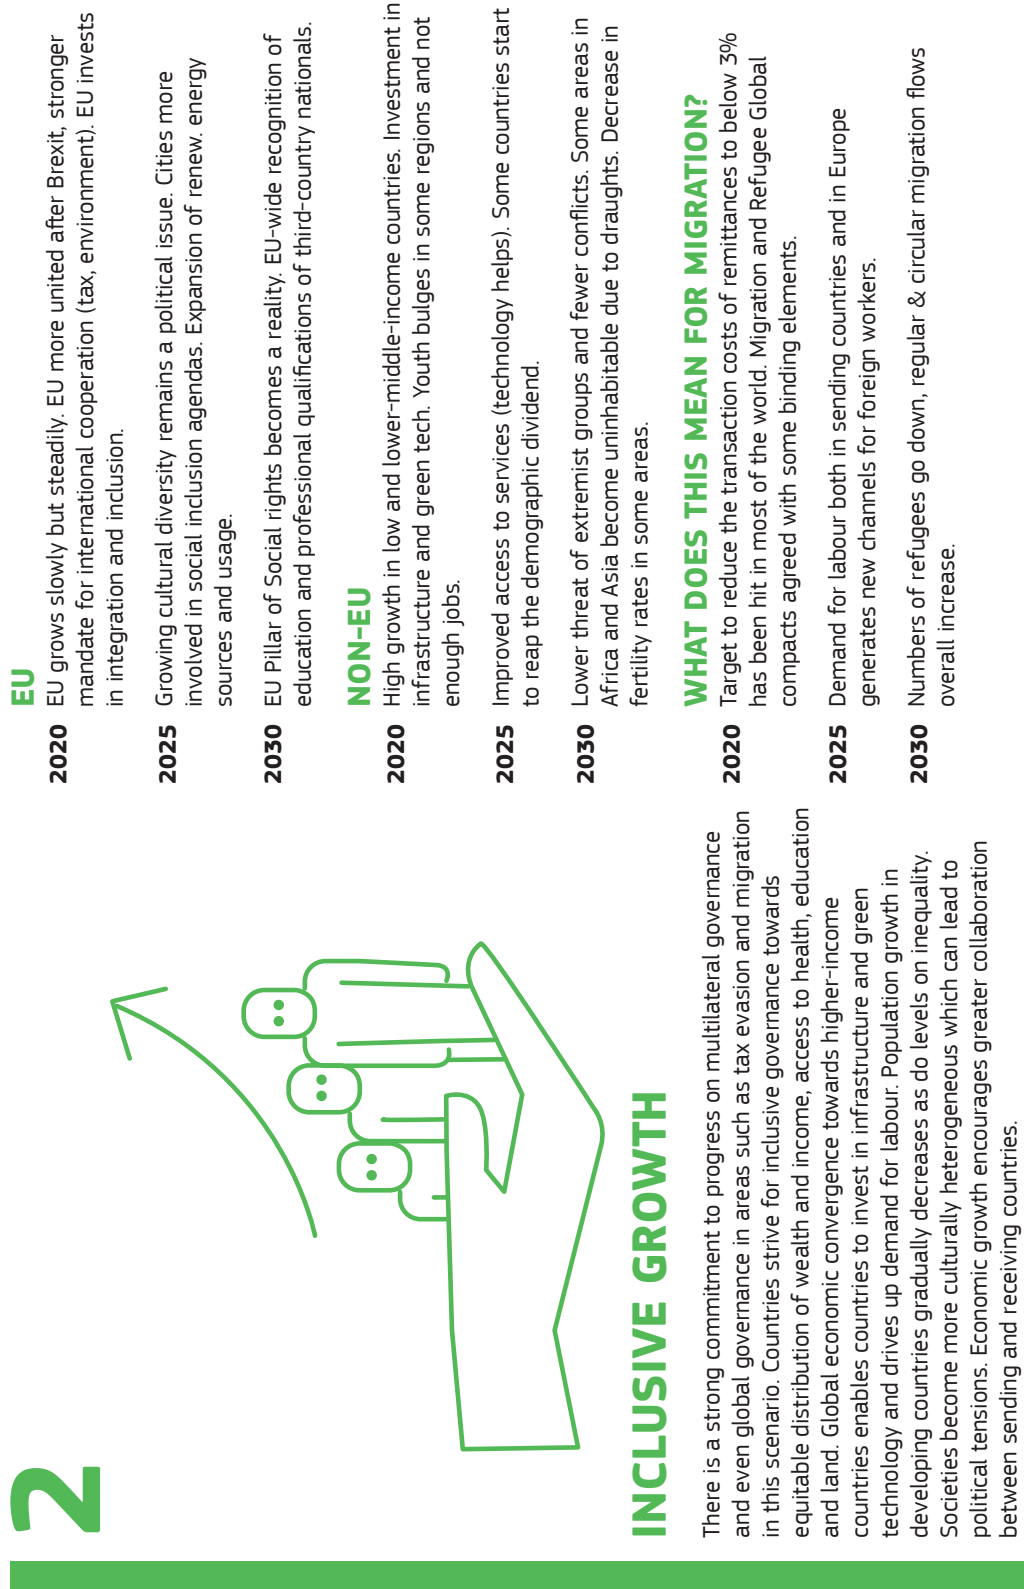 2
INCLUSIVE GROWTH
There is a strong commitment to progress on multilateral governance
and even global governance in areas such as tax evasion and migration
in this scenario. Countries strive for inclusive governance towards
equitable distribution of wealth and income, access to health, education
and land. Global economic convergence towards higher-income
countries enables countries to invest in infrastructure and green
technology and drives up demand for labour. Population growth in
developing countries gradually decreases as do levels on inequality.
Societies become more culturally heterogeneous which can lead to
political tensions. Economic growth encourages greater collaboration
between sending and receiving countries.
EU
2020 EU grows slowly but steadily. EU more united after Brexit, stronger
mandate for international cooperation (tax, environment). EU invests
in integration and inclusion.
2025 Growing cultural diversity remains a political issue. Cities more
involved in social inclusion agendas. Expansion of renew. energy
sources and usage.
2030 EU Pillar of Social rights becomes a reality. EU-wide recognition of
education and professional qualifications of third-country nationals.
NON-EU
2020 High growth in low and lower-middle-income countries. Investment in
infrastructure and green tech. Youth bulges in some regions and not
enough jobs.
2025 Improved access to services (technology helps). Some countries start
to reap the demographic dividend.
2030 Lower threat of extremist groups and fewer conflicts. Some areas in
Africa and Asia become uninhabitable due to draughts. Decrease in
fertility rates in some areas.
WHAT DOES THIS MEAN FOR MIGRATION?
2020 Target to reduce the transaction costs of remittances to below 3%
has been hit in most of the world. Migration and Refugee Global
compacts agreed with some binding elements.
2025 Demand for labour both in sending countries and in Europe
generates new channels for foreign workers.
2030 Numbers of refugees go down, regular & circular migration flows
overall increase.